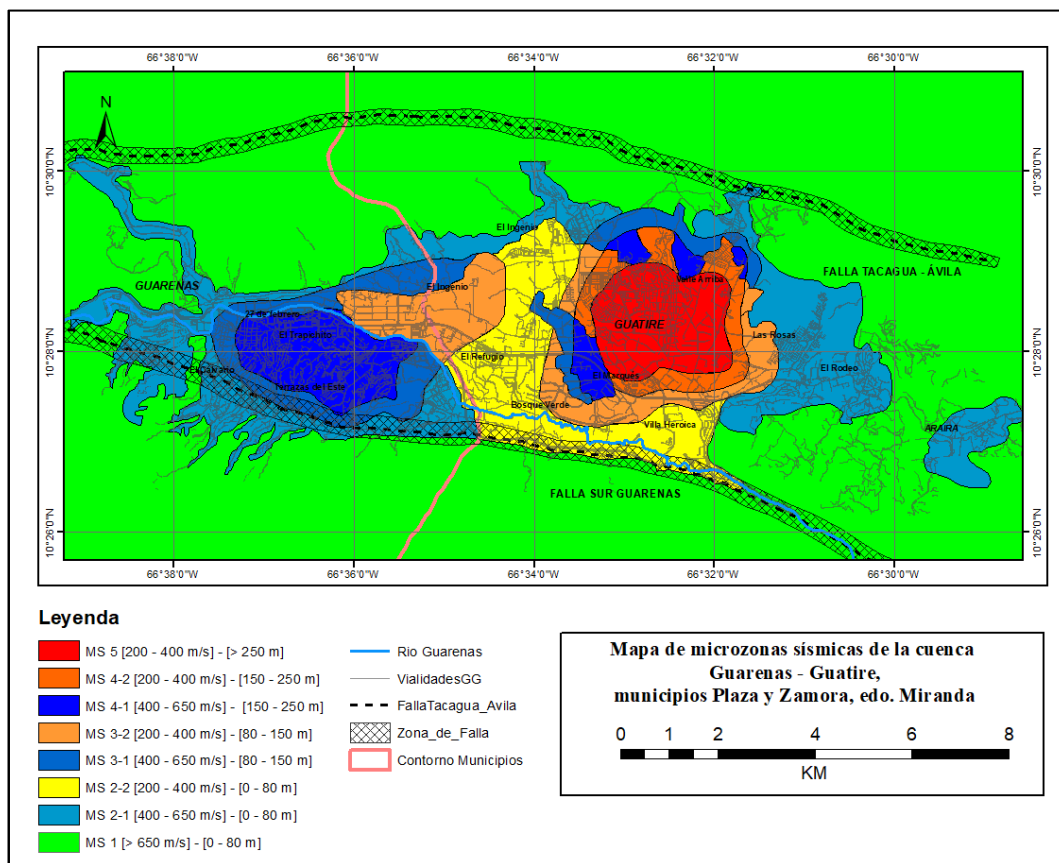 66°38'0"W 66°36'0"W 66°34'0"W 66°32'0"W 66°30'0"W
N
10°30'0"N 10°30'0"N
El Ingenio
FALLA TACAGUA - ÁVILA
Valle Arriba
GUARENAS
El Ingenio
27 de febrero
GUATIRE
El Trapichito
Las Rosas
10°28'0"N 10°28'0"N
El Refugio
El Calvario
El Marqués
El Rodeo
Terrazas del Este
Bosque Verde
Villa Heroica
ARAIRA
FALLA SUR GUARENAS
10°26'0"N 10°26'0"N
66°38'0"W 66°36'0"W 66°34'0"W 66°32'0"W 66°30'0"W
Leyenda
MS 5 [200 - 400 m/s] - [> 250 m]
MS 4-2 [200 - 400 m/s] - [150 - 250 m]
MS 4-1 [400 - 650 m/s] - [150 - 250 m]
MS 3-2 [200 - 400 m/s] - [80 - 150 m]
MS 3-1 [400 - 650 m/s] - [80 - 150 m]
MS 2-2 [200 - 400 m/s] - [0 - 80 m]
MS 2-1 [400 - 650 m/s] - [0 - 80 m]
MS 1 [> 650 m/s] - [0 - 80 m]
Rio Guarenas
VialidadesGG
FallaTacagua_Avila
Zona_de_Falla
Contorno Municipios
Mapa de microzonas sísmicas de la cuenca
Guarenas - Guatire,
municipios Plaza y Zamora, edo. Miranda
0 1 2 4 6 8
KM